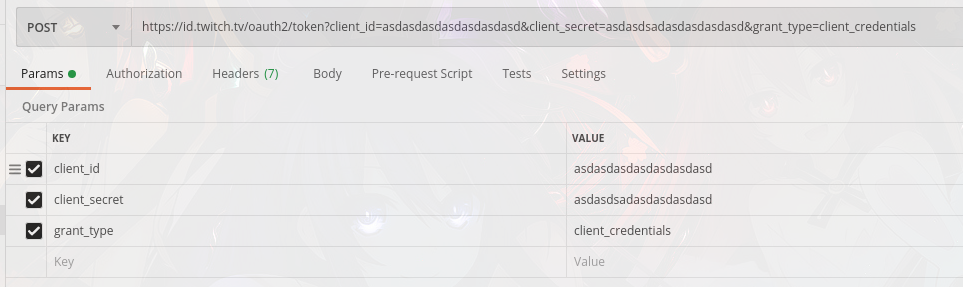 POST https://id.twitch.tv/oauth2/token?client_id=asdasdasdasdasdasdasd&client_secret=asdasdsadasdasdasdasd&grant_type=client_credentials
Params Authorization Headers (7) Body Pre-request Script Tests Settings
Query Params
KEY VALUE
client_id asdasdasdasdasdasdasd
client_secret asdasdsadasdasdasdasd
grant_type client_credentials
Key Value